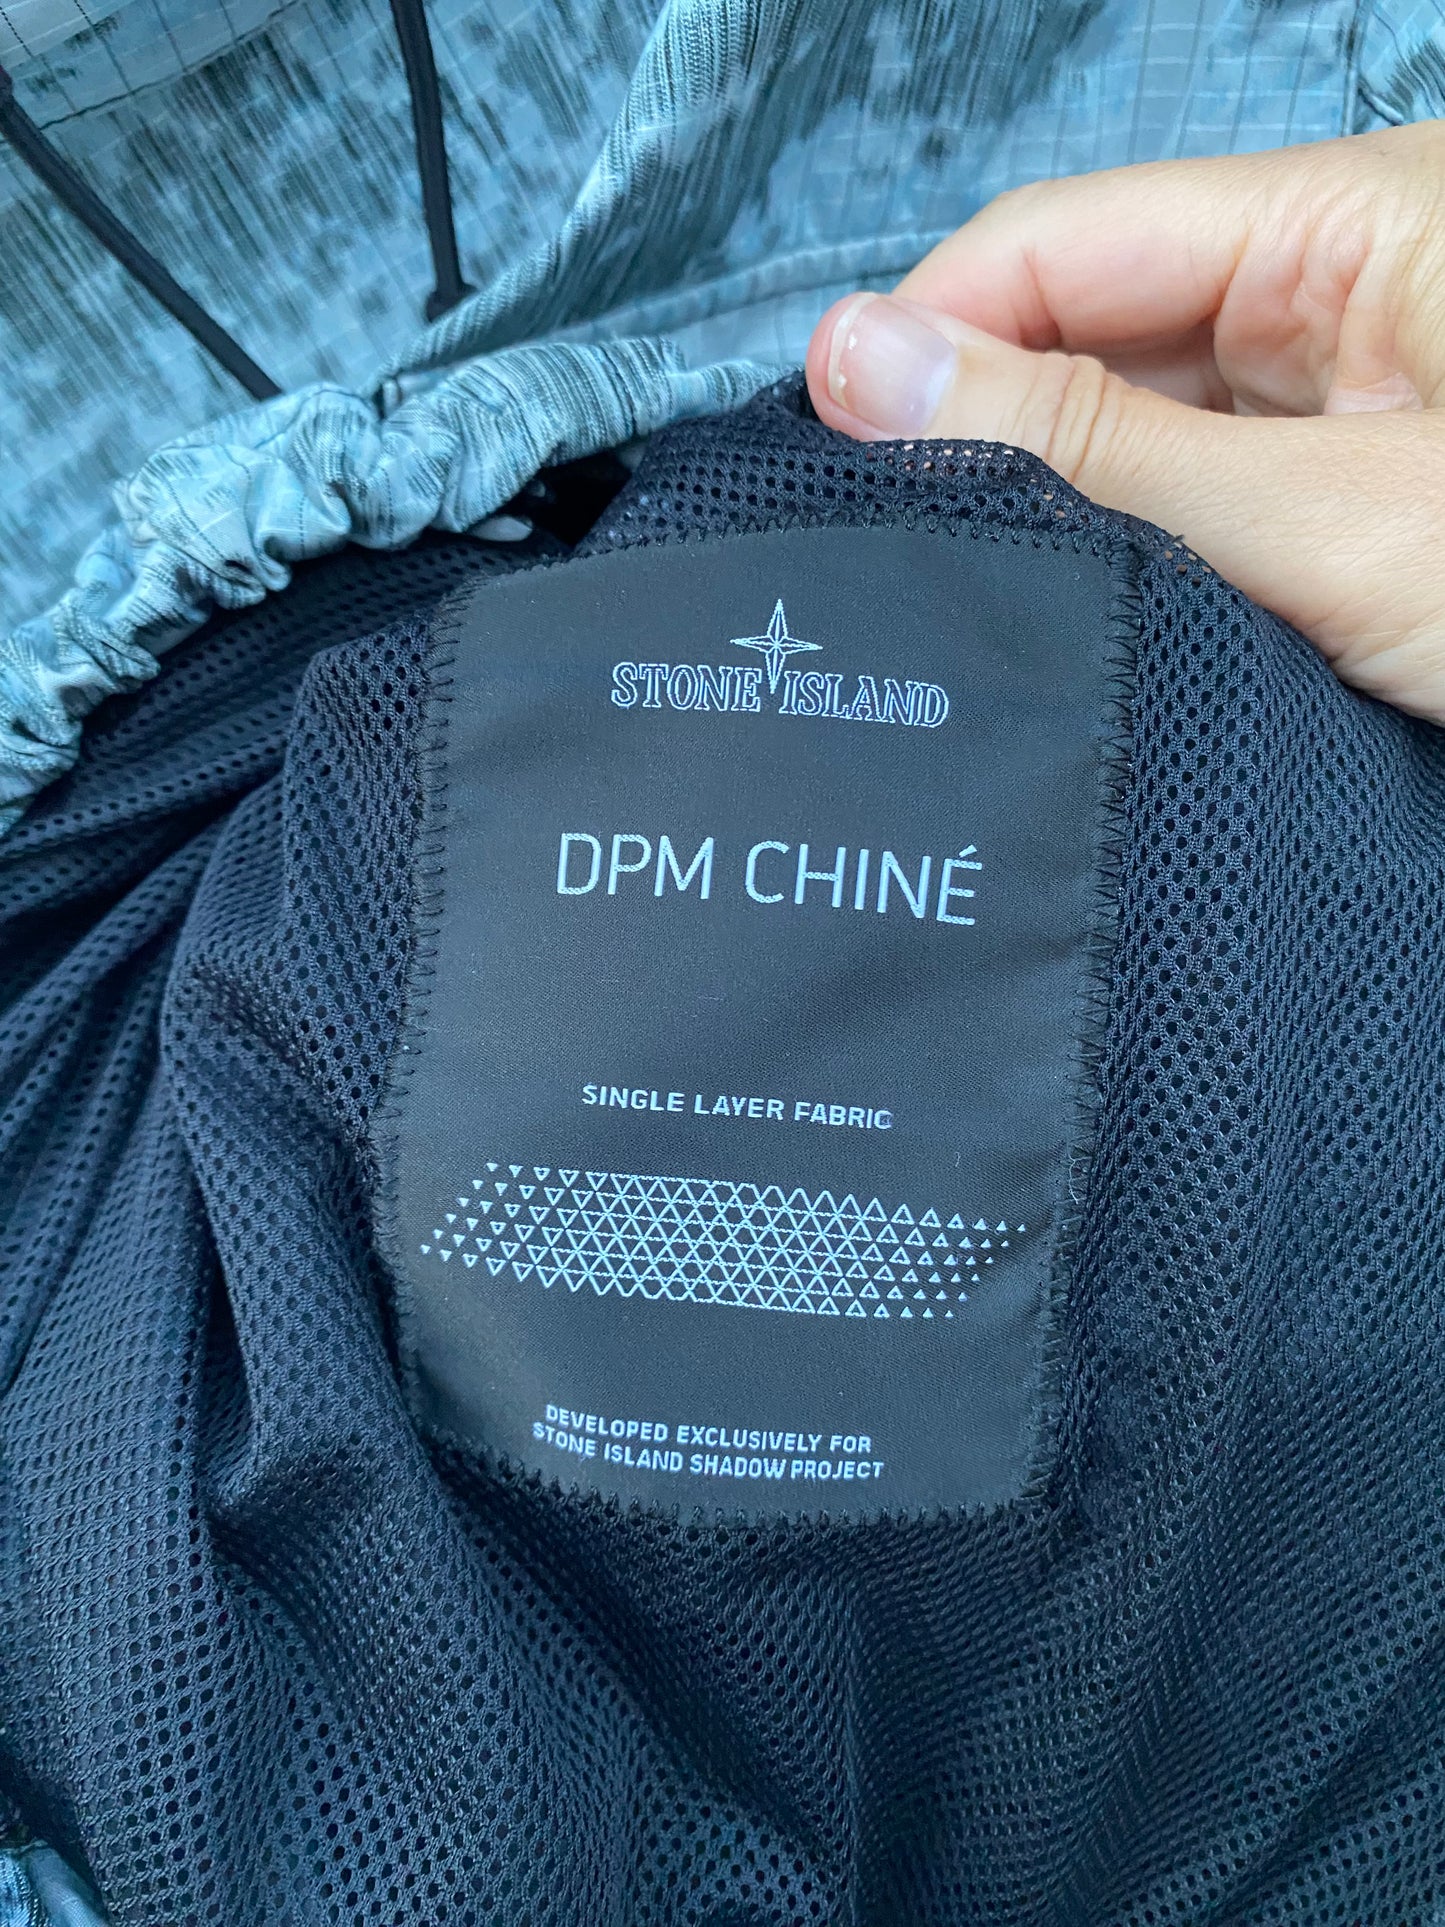 STONE ISLAND
DPM CHINÉ
SINGLE LAYER FABRIC
DEVELOPED EXCLUSIVELY FOR
STONE ISLAND SHADOW PROJECT